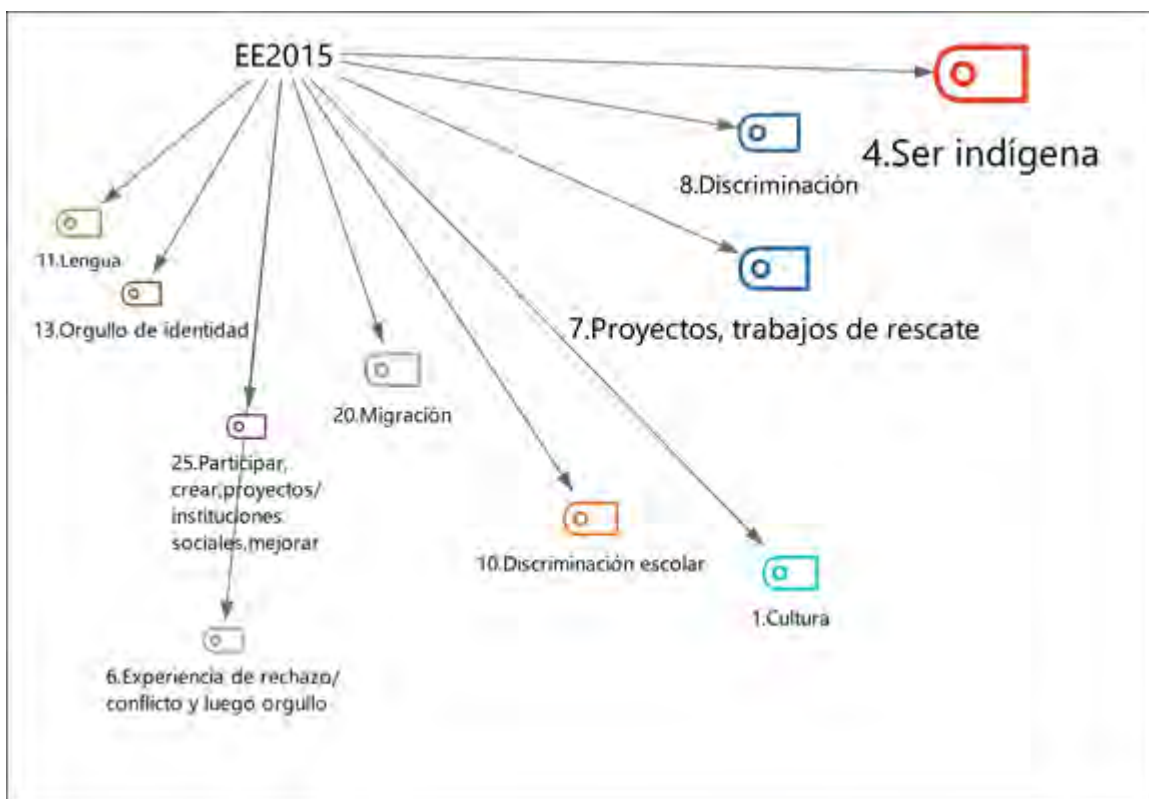 EE2015
4.Ser indígena
8.Discriminación
7.Proyectos, trabajos de rescate
11.Lengua
13.Orgullo de identidad
20.Migración
25.Participar,
crear,proyectos/
instituciones
sociales,mejorar
10.Discriminación escolar
1.Cultura
6.Experiencia de rechazo/
conflicto y luego orgullo